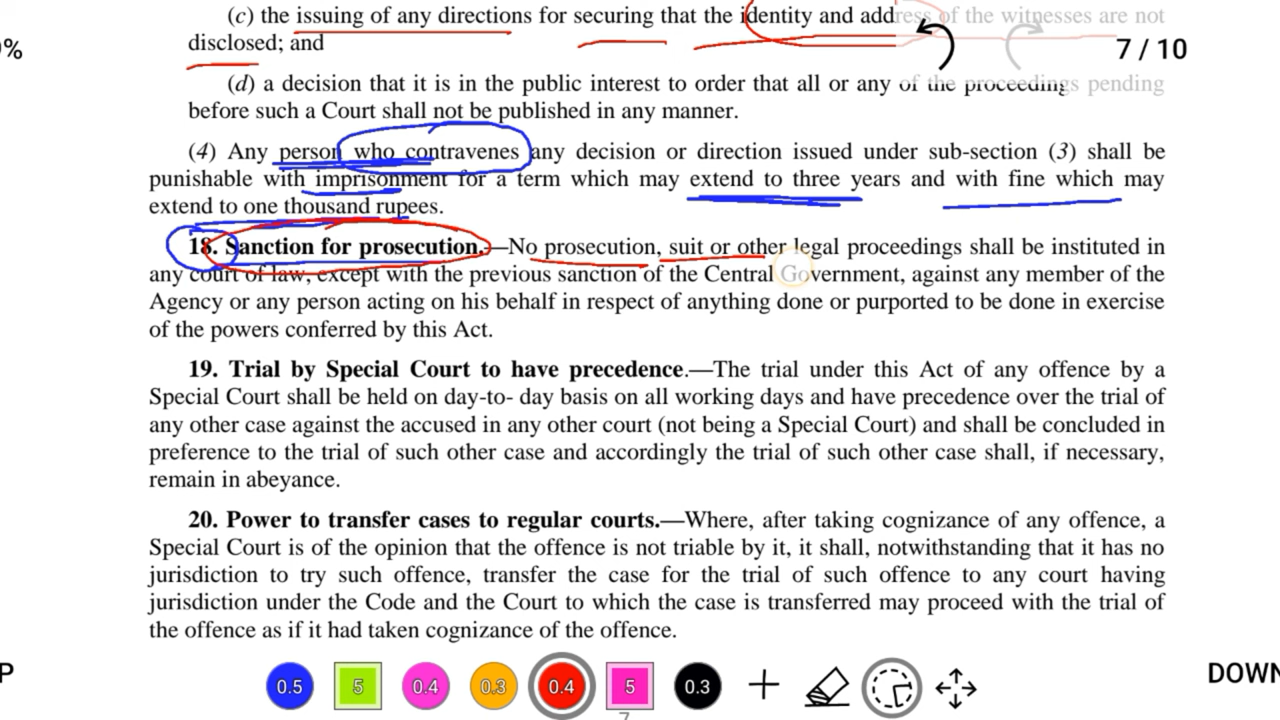 (c) the issuing of any directions for securing that the identity and address of the witnesses are not
disclosed; and
7 / 10
%
(d) a decision that it is in the public interest to order that all or any of the proceedings pending
before such a Court shall not be published in any manner.
(4) Any person who contravenes any decision or direction issued under sub-section (3) shall be
punishable with imprisonment for a term which may extend to three years and with fine which may
extend to one thousand rupees.
18. Sanction for prosecution.—No prosecution, suit or other legal proceedings shall be instituted in
any court of law, except with the previous sanction of the Central Government, against any member of the
Agency or any person acting on his behalf in respect of anything done or purported to be done in exercise
of the powers conferred by this Act.
19. Trial by Special Court to have precedence.—The trial under this Act of any offence by a
Special Court shall be held on day-to- day basis on all working days and have precedence over the trial of
any other case against the accused in any other court (not being a Special Court) and shall be concluded in
preference to the trial of such other case and accordingly the trial of such other case shall, if necessary,
remain in abeyance.
20. Power to transfer cases to regular courts.—Where, after taking cognizance of any offence, a
Special Court is of the opinion that the offence is not triable by it, it shall, notwithstanding that it has no
jurisdiction to try such offence, transfer the case for the trial of such offence to any court having
jurisdiction under the Code and the Court to which the case is transferred may proceed with the trial of
the offence as if it had taken cognizance of the offence.
P
DOWN
0.5 5 0.4 0.3 0.4 5 0.3